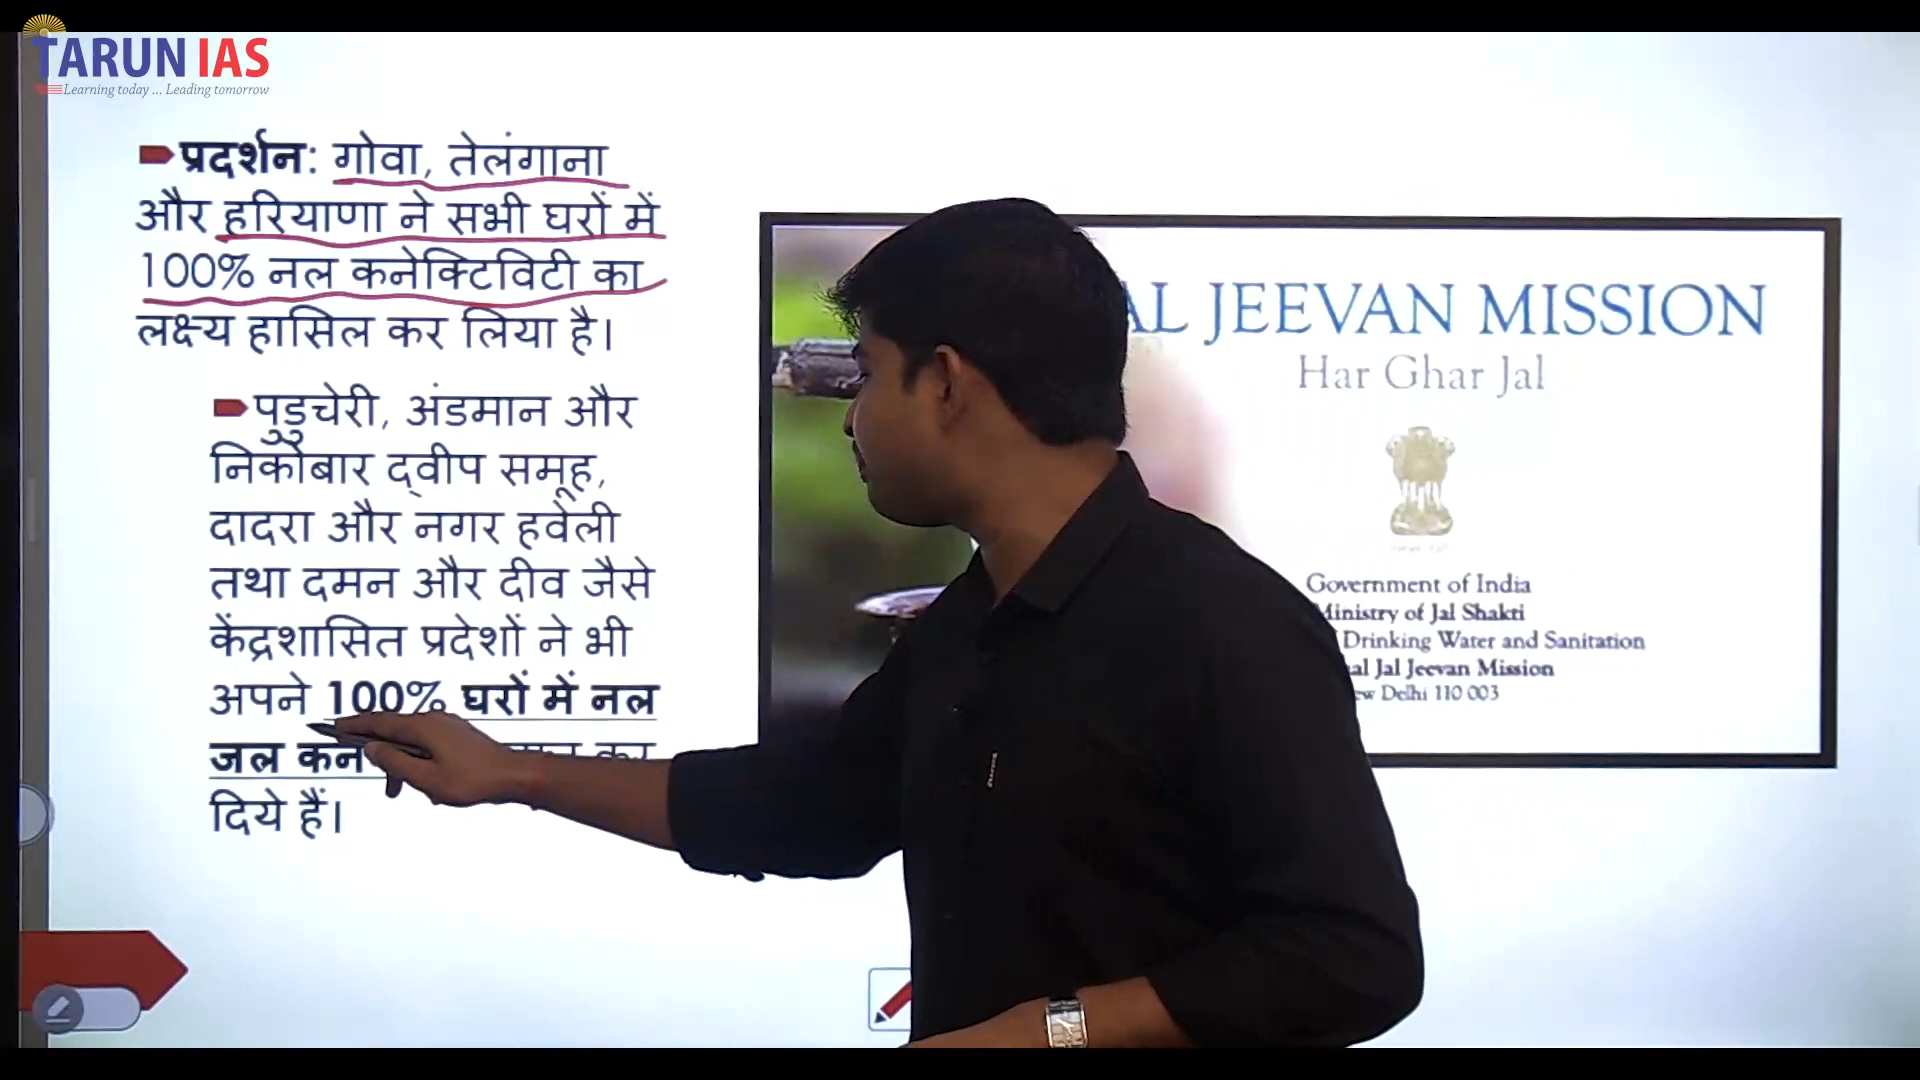 TARUN IAS
Learning today ... Leading tomorrow
प्रदर्शन: गोवा, तेलंगाना
और हरियाणा ने सभी घरों में
100% नल कनेक्टिविटी का
लक्ष्य हासिल कर लिया है।
पुडुचेरी, अंडमान और
निकोबार द्वीप समूह,
दादरा और नगर हवेली
तथा दमन और दीव जैसे
केंद्रशासित प्रदेशों ने भी
अपने 100% घरों में नल
जल
दिये हैं।
JEEVAN MISSION
Har Ghar Jal
Government of India
Ministry of Jal Shakti
Drinking Water and Sanitation
Jal Jeevan Mission
Delhi 110 003